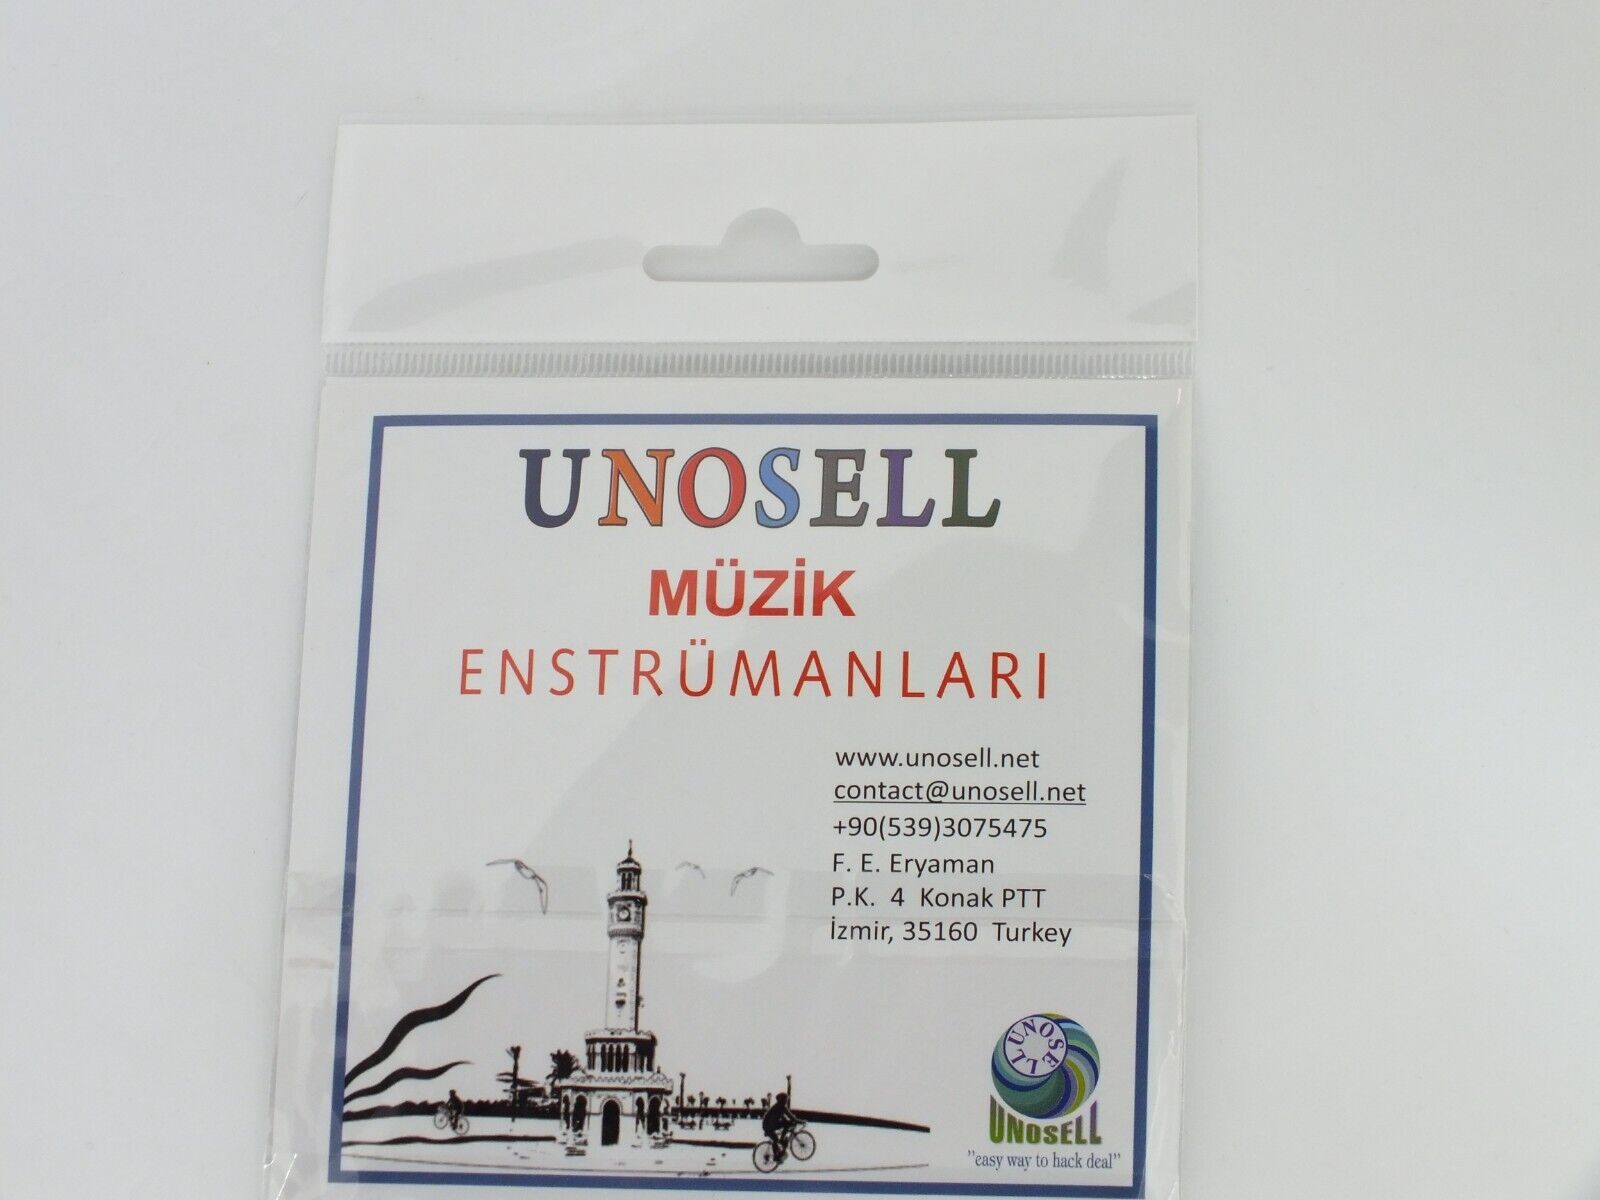 UNOSELL
MÜZİK
ENSTRÜMANLARI
www.unosell.net
contact@unosell.net
+90(539)3075475
F. E. Eryaman
P.K. 4 Konak PTT
İzmir, 35160 Turkey
UNOSELL
UNOSELL
"easy way to hack deal"